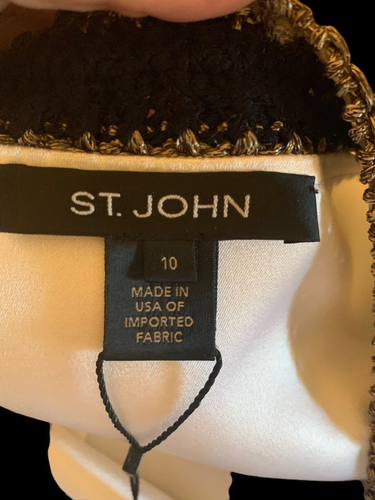 ST. JOHN
10
MADE IN
USA OF
IMPORTED
FABRIC